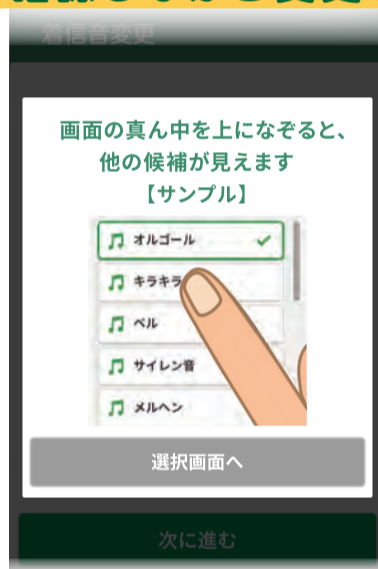 着信音変更
画面の真ん中を上になぞると、
他の候補が見えます
【サンプル】
オルゴール
キラキラ
ベル
サイレン音
メルヘン
選択画面へ
次に進む